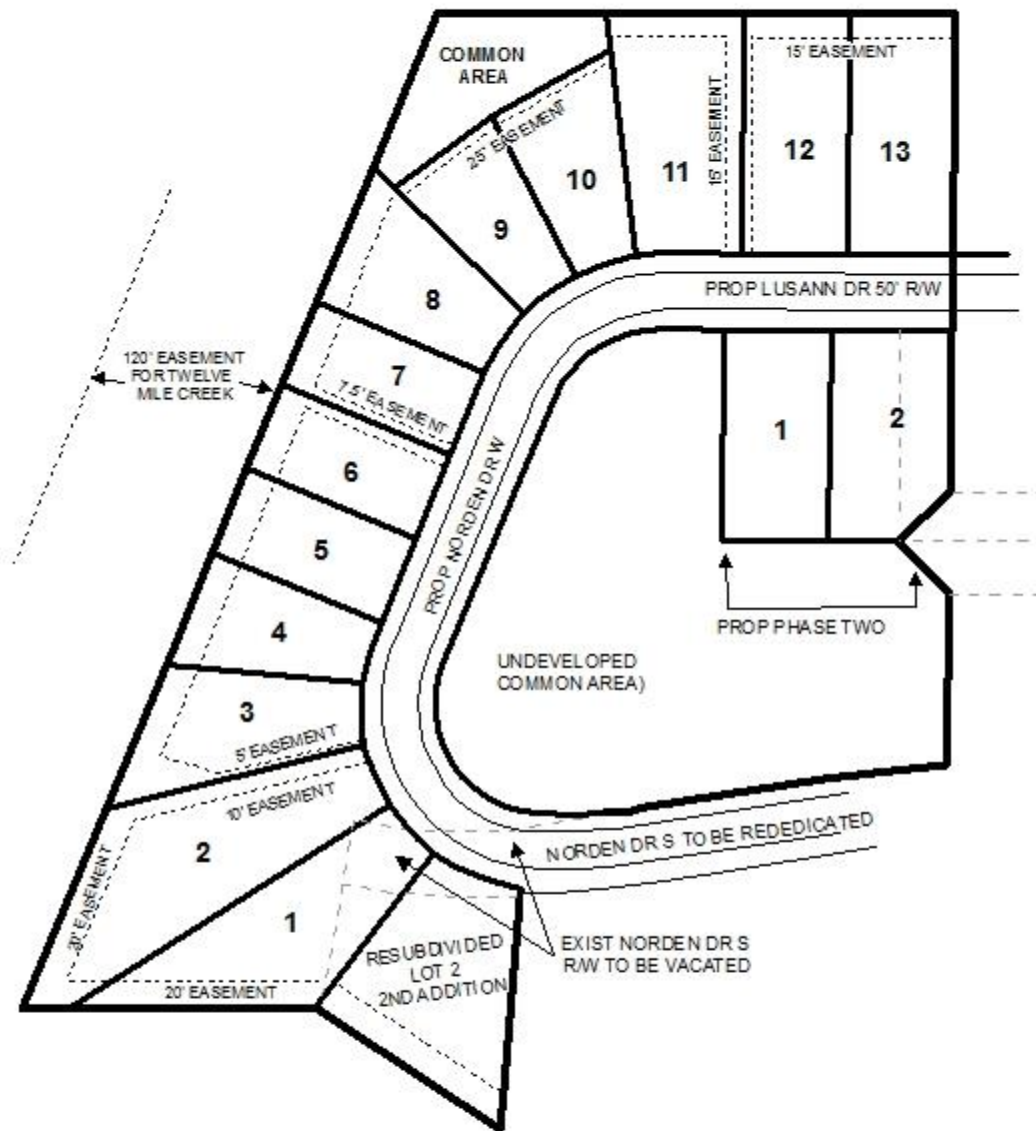 COMMON
AREA
15' EASEMENT
25' EASEMENT
15' EASEMENT
12
13
10
11
9
8
PROP LUSANN DR 50' R/W
120' EASEMENT
FOR TWELVE
MILE CREEK
7
7.5' EASEMENT
1
2
6
PROP NORDEN DR W
5
4
PROP PHASE TWO
UNDEVELOPED
COMMON AREA)
3
5' EASEMENT
10' EASEMENT
2
NORDEN DR S TO BE REDEDICATED
EASEMENT
1
RESUBDIVIDED
LOT 2
2ND ADDITION
EXIST NORDEN DR S
R/W TO BE VACATED
20' EASEMENT